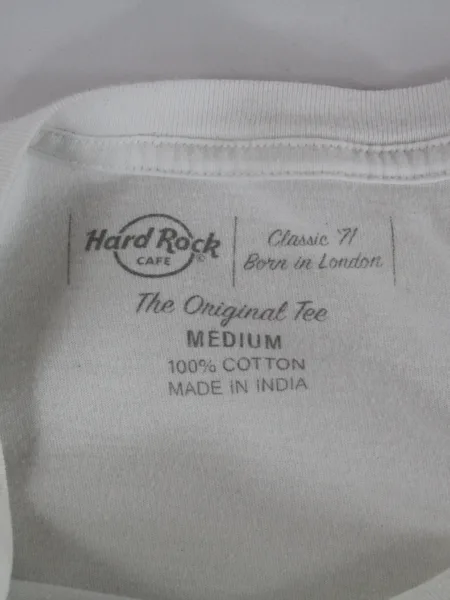 Hard Rock
CAFE
®
Classic '71
Born in London
The Original Tee
MEDIUM
100% COTTON
MADE IN INDIA